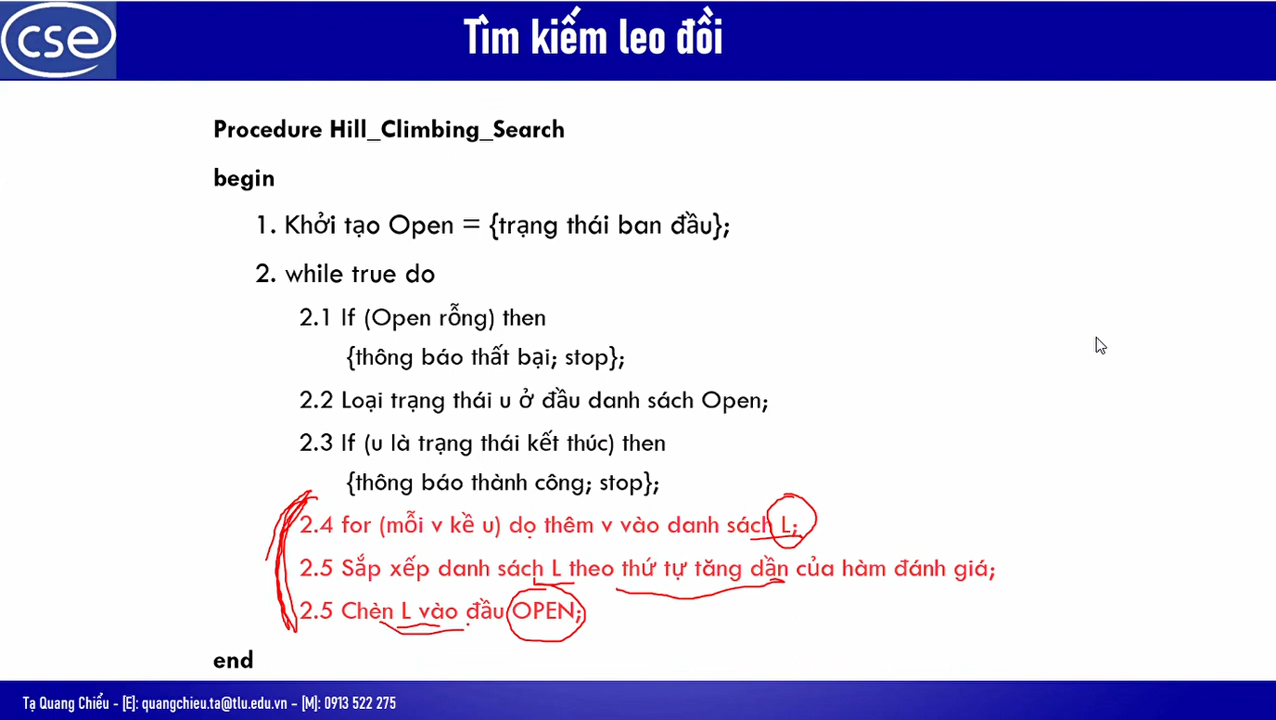 cse
Tìm kiếm leo đồi
Procedure Hill_Climbing_Search
begin
1. Khởi tạo Open = {trạng thái ban đầu};
2. while true do
2.1 If (Open rỗng) then
{thông báo thất bại; stop};
2.2 Loại trạng thái u ở đầu danh sách Open;
2.3 If (u là trạng thái kết thúc) then
{thông báo thành công; stop};
2.4 for (mỗi v kề u) do thêm v vào danh sách L;
2.5 Sắp xếp danh sách L theo thứ tự tăng dần của hàm đánh giá;
2.5 Chèn L vào đầu OPEN;
end
Tạ Quang Chiểu - [E]: quangchieu.ta@tlu.edu.vn – [M]: 0913 522 275